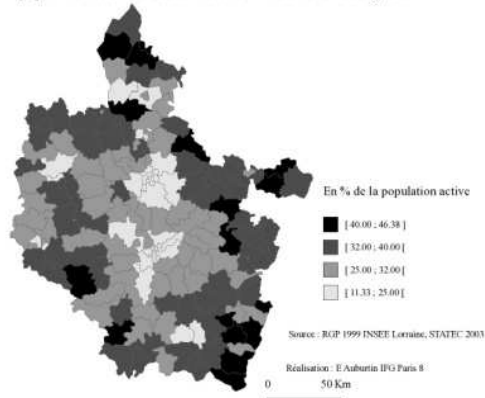 En % de la population active
[ 40.00 ; 46.38 ]
[ 32.00 ; 40.00 [
[ 25.00 ; 32.00 [
[ 11.33 ; 25.00 [
Source : RGP 1999 INSEE Lorraine, STATEC 2003
Réalisation : E Auburtin IFG Paris 8
0 50 Km